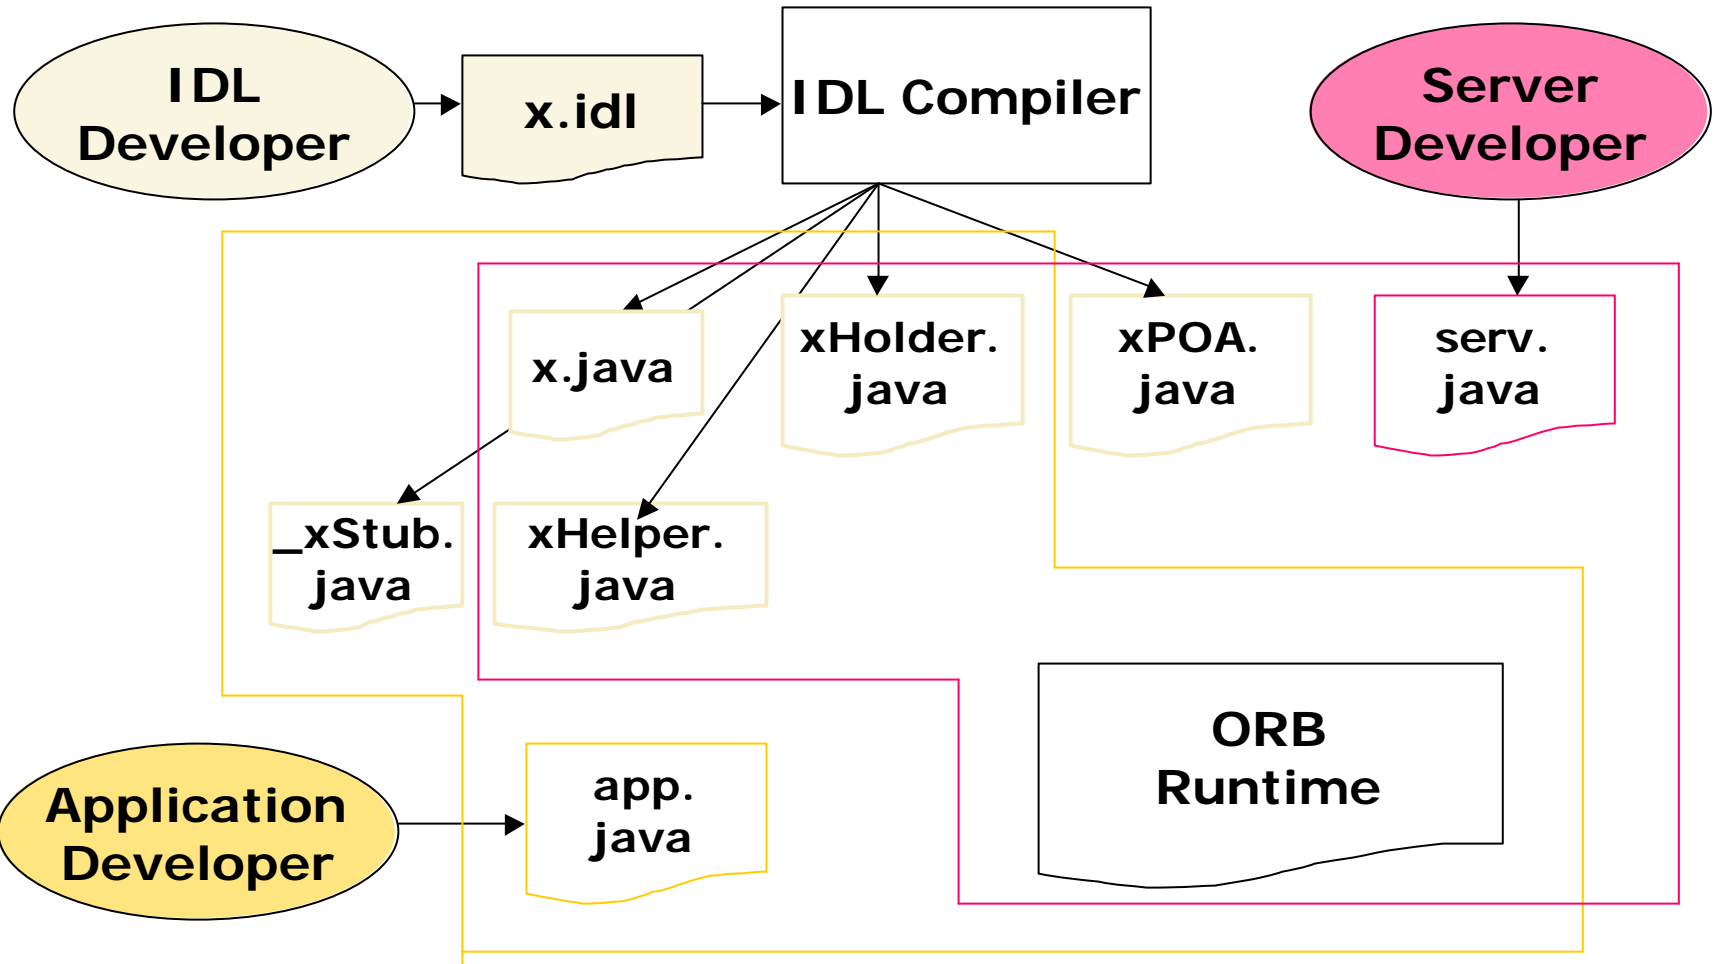 IDL
Developer
x.idl
IDL Compiler
Server
Developer
x.java
xHolder.
java
xPOA.
java
serv.
java
_xStub.
java
xHelper.
java
ORB
Runtime
Application
Developer
app.
java